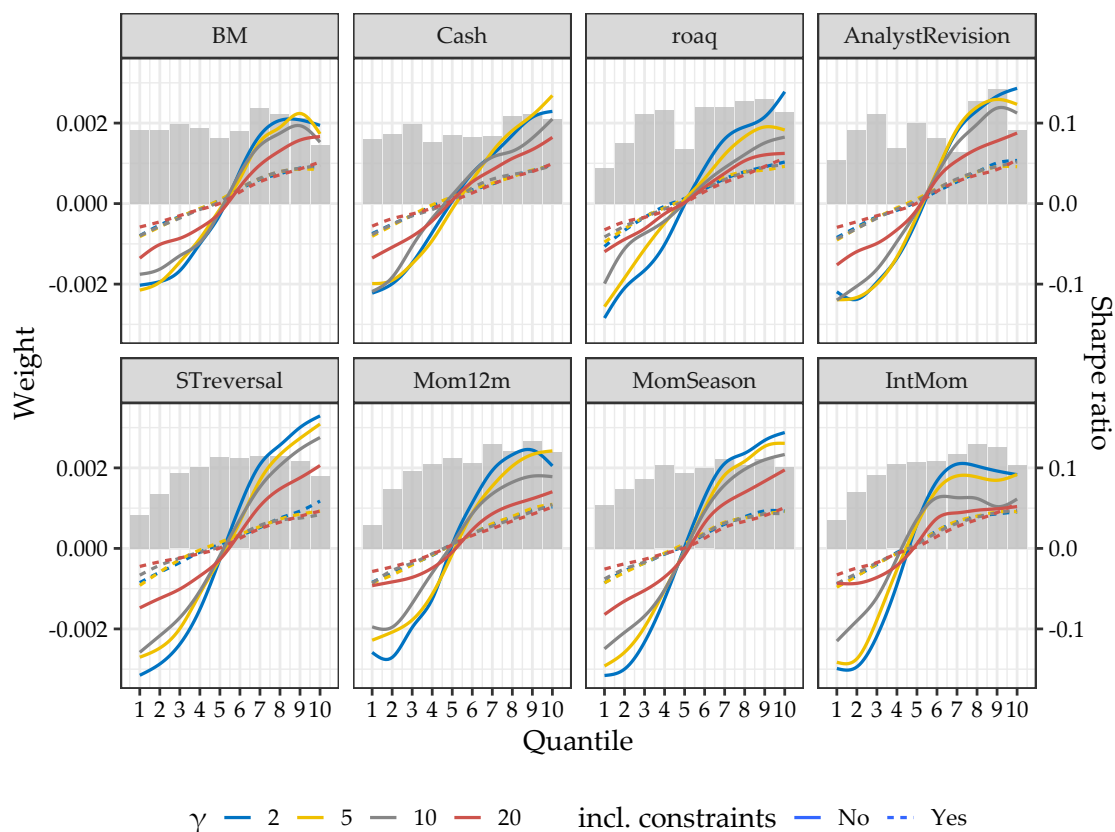 BM Cash roaq AnalystRevision
0.002
0.000
-0.002
0.1
0.0
-0.1
Weight
Sharpe ratio
STreversal Mom12m MomSeason IntMom
0.002
0.000
-0.002
0.1
0.0
-0.1
1 2 3 4 5 6 7 8 9 10 1 2 3 4 5 6 7 8 9 10 1 2 3 4 5 6 7 8 9 10 1 2 3 4 5 6 7 8 9 10
Quantile
γ 2 5 10 20 incl. constraints No Yes